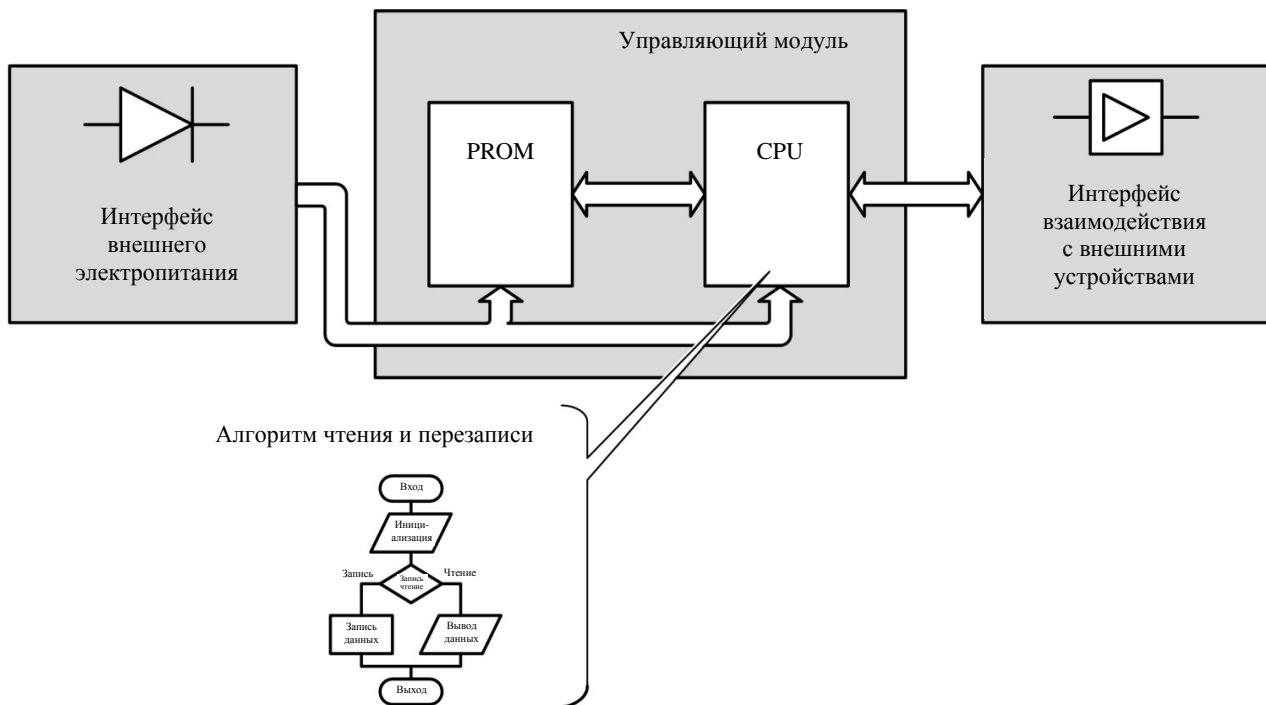 Управляющий модуль
PROM
CPU
Интерфейс
внешнего
электропитания
Интерфейс
взаимодействия
с внешними
устройствами
Алгоритм чтения и перезаписи
Вход
Иници-
ализация
Запись
Запись
чтение
Чтение
Запись
данных
Вывод
данных
Выход